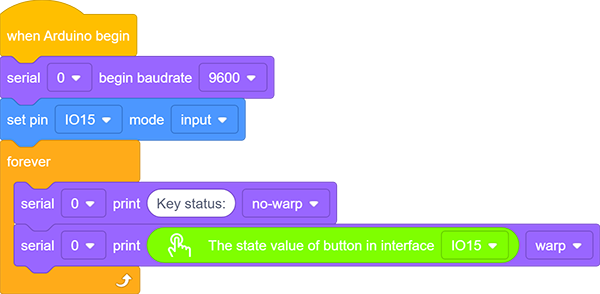 when Arduino begin
serial 0 begin baudrate 9600
set pin IO15 mode input
forever
serial 0 print Key status: no-warp
serial 0 print The state value of button in interface IO15 warp